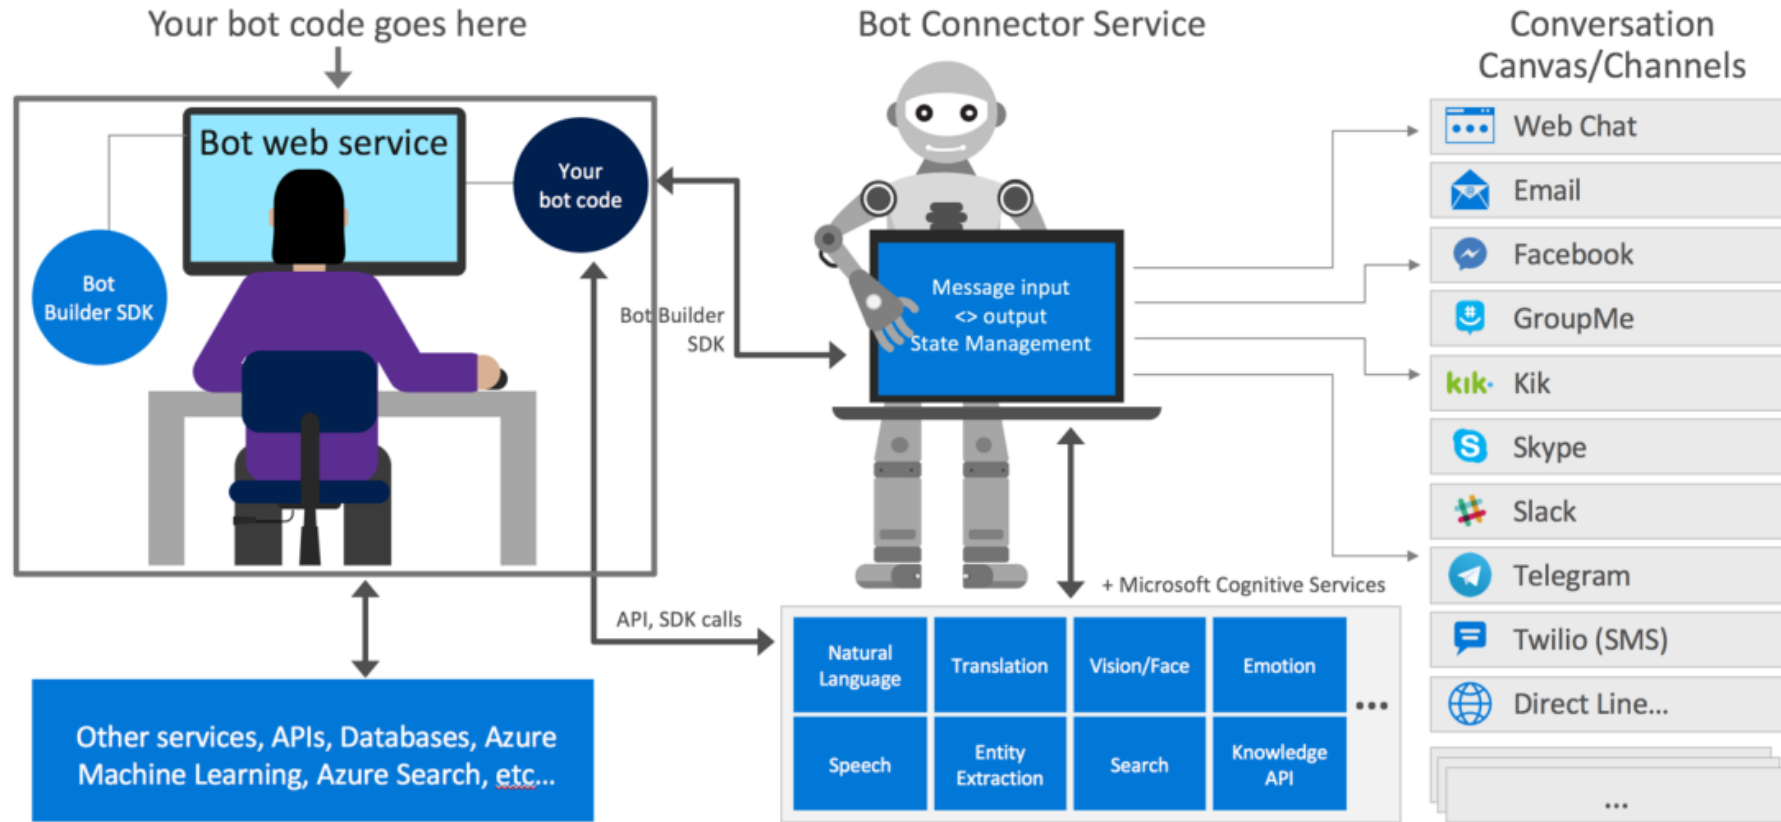 Your bot code goes here
Bot web service
Your
bot code
Bot
Builder SDK
Other services, APIs, Databases, Azure
Machine Learning, Azure Search, etc...
Bot Connector Service
Bot Builder
SDK
Message input
<> output
State Management
API, SDK calls
+ Microsoft Cognitive Services
Natural
Language
Translation
Vision/Face
Emotion
...
Speech
Entity
Extraction
Search
Knowledge
API
Conversation
Canvas/Channels
Web Chat
Email
Facebook
GroupMe
kik.
Kik
Skype
Slack
Telegram
Twilio (SMS)
Direct Line...
...